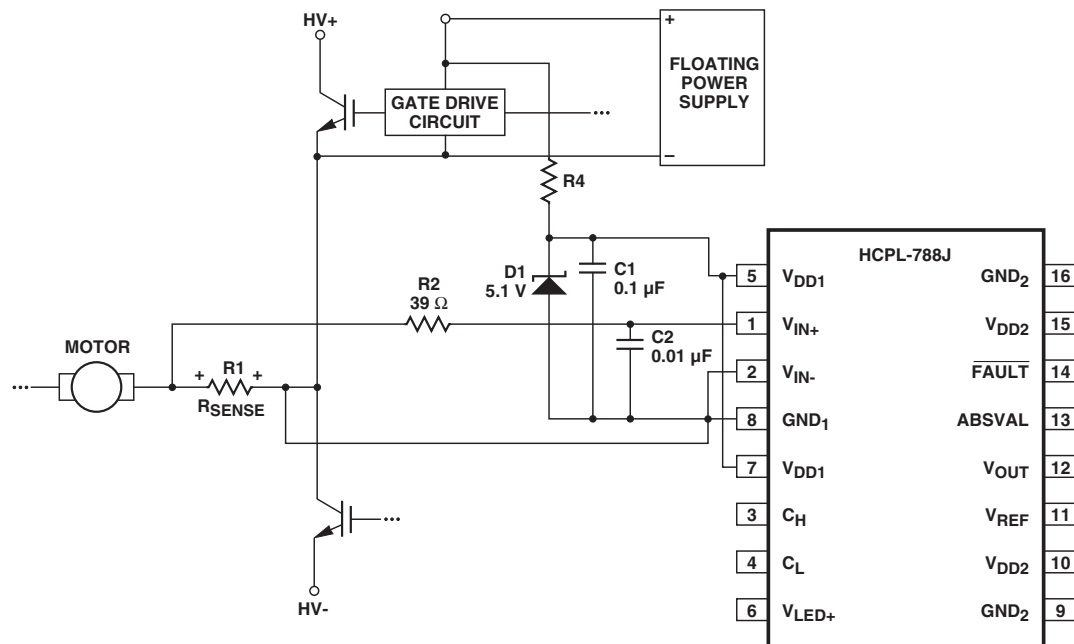 HV+
+
FLOATING
POWER
SUPPLY
–
GATE DRIVE
CIRCUIT
•••
R4
HCPL-788J
D1
5.1 V
C1
0.1 µF
R2
39 Ω
C2
0.01 µF
MOTOR
•••
+ R1 +
RSENSE
5 VDD1 GND2 16
1 VIN+ VDD2 15
2 VIN- FAULT 14
8 GND1 ABSVAL 13
7 VDD1 VOUT 12
3 CH VREF 11
4 CL VDD2 10
6 VLED+ GND2 9
•••
HV-